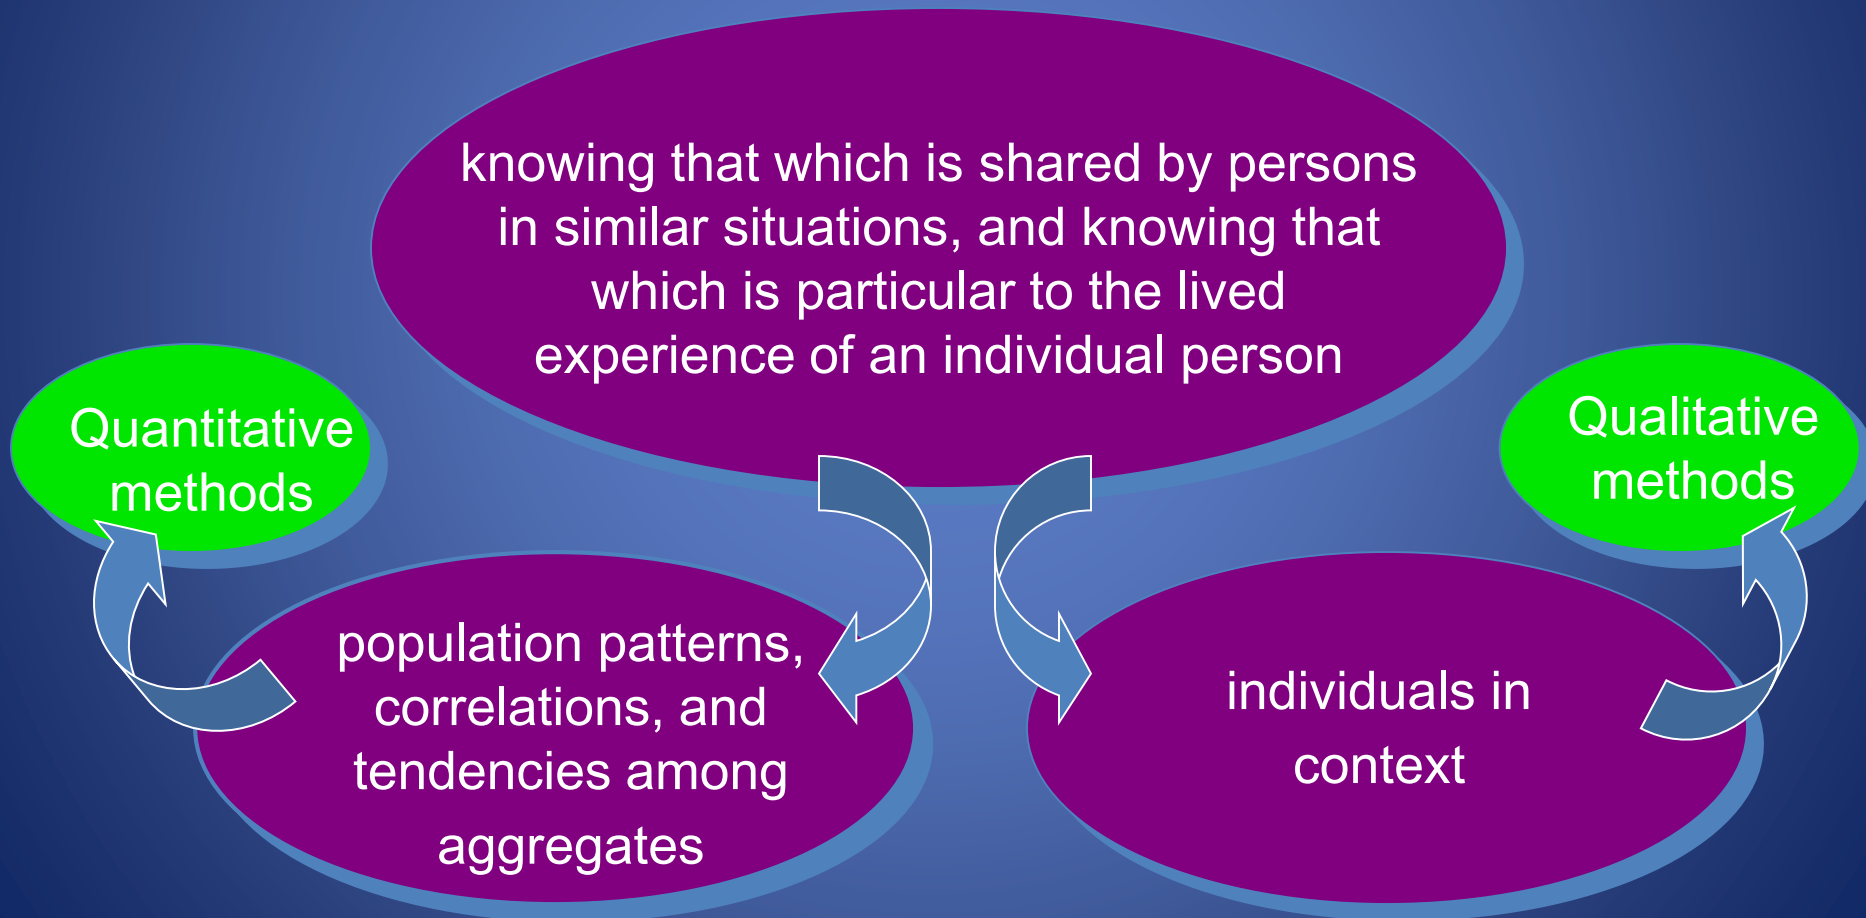 knowing that which is shared by persons
in similar situations, and knowing that
which is particular to the lived
experience of an individual person
Quantitative
methods
Qualitative
methods
population patterns,
correlations, and
tendencies among
aggregates
individuals in
context